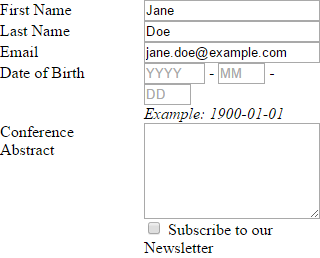 First Name Jane
Last Name Doe
Email jane.doe@example.com
Date of Birth YYYY - MM -
DD
Example: 1900-01-01
Conference
Abstract
Subscribe to our
Newsletter